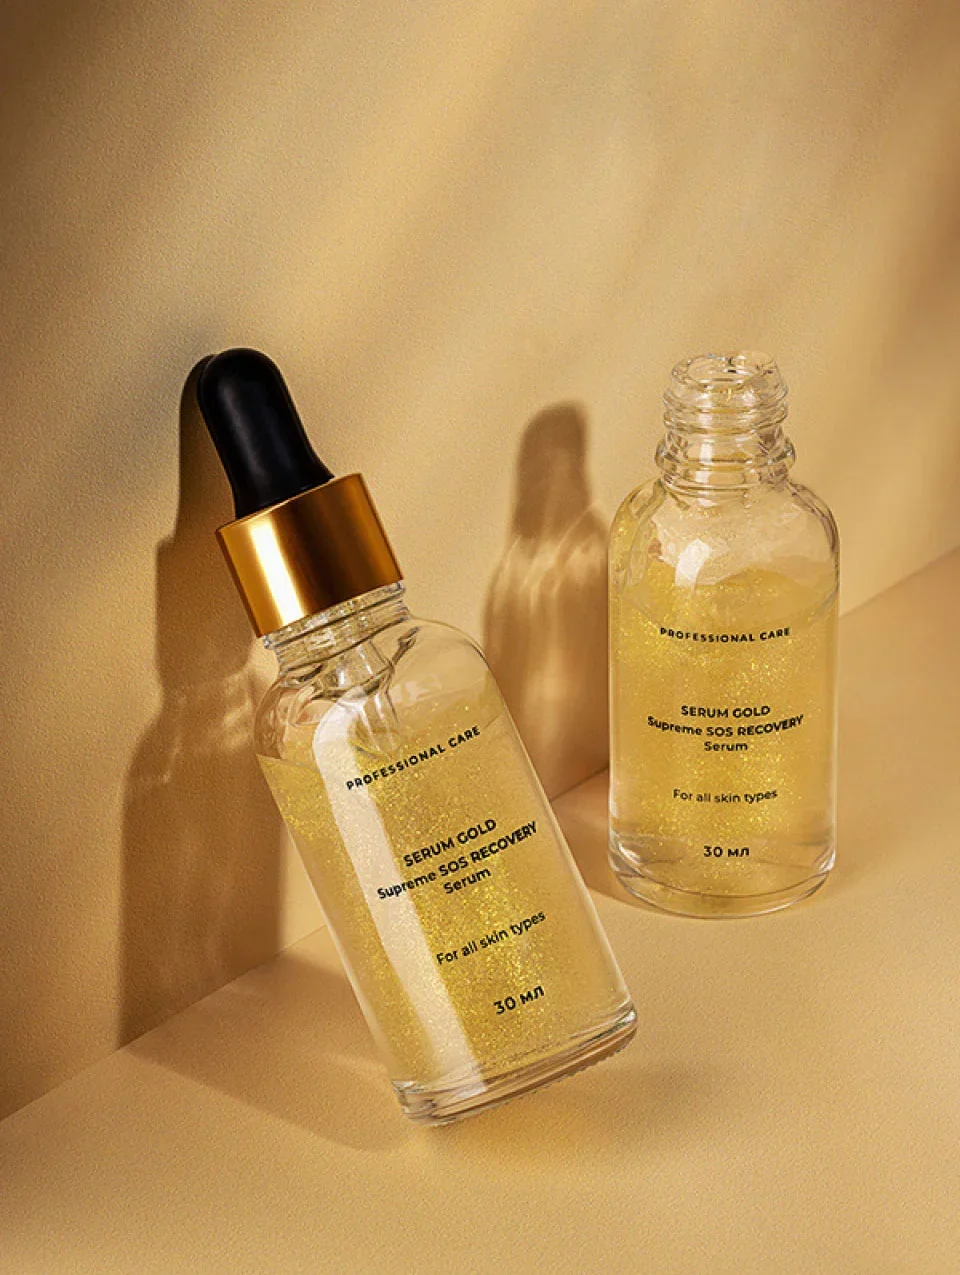 PROFESSIONAL CARE
SERUM GOLD
Supreme SOS RECOVERY
Serum
For all skin types
30 мл
PROFESSIONAL CARE
SERUM GOLD
Supreme SOS RECOVERY
Serum
For all skin types
30 мл